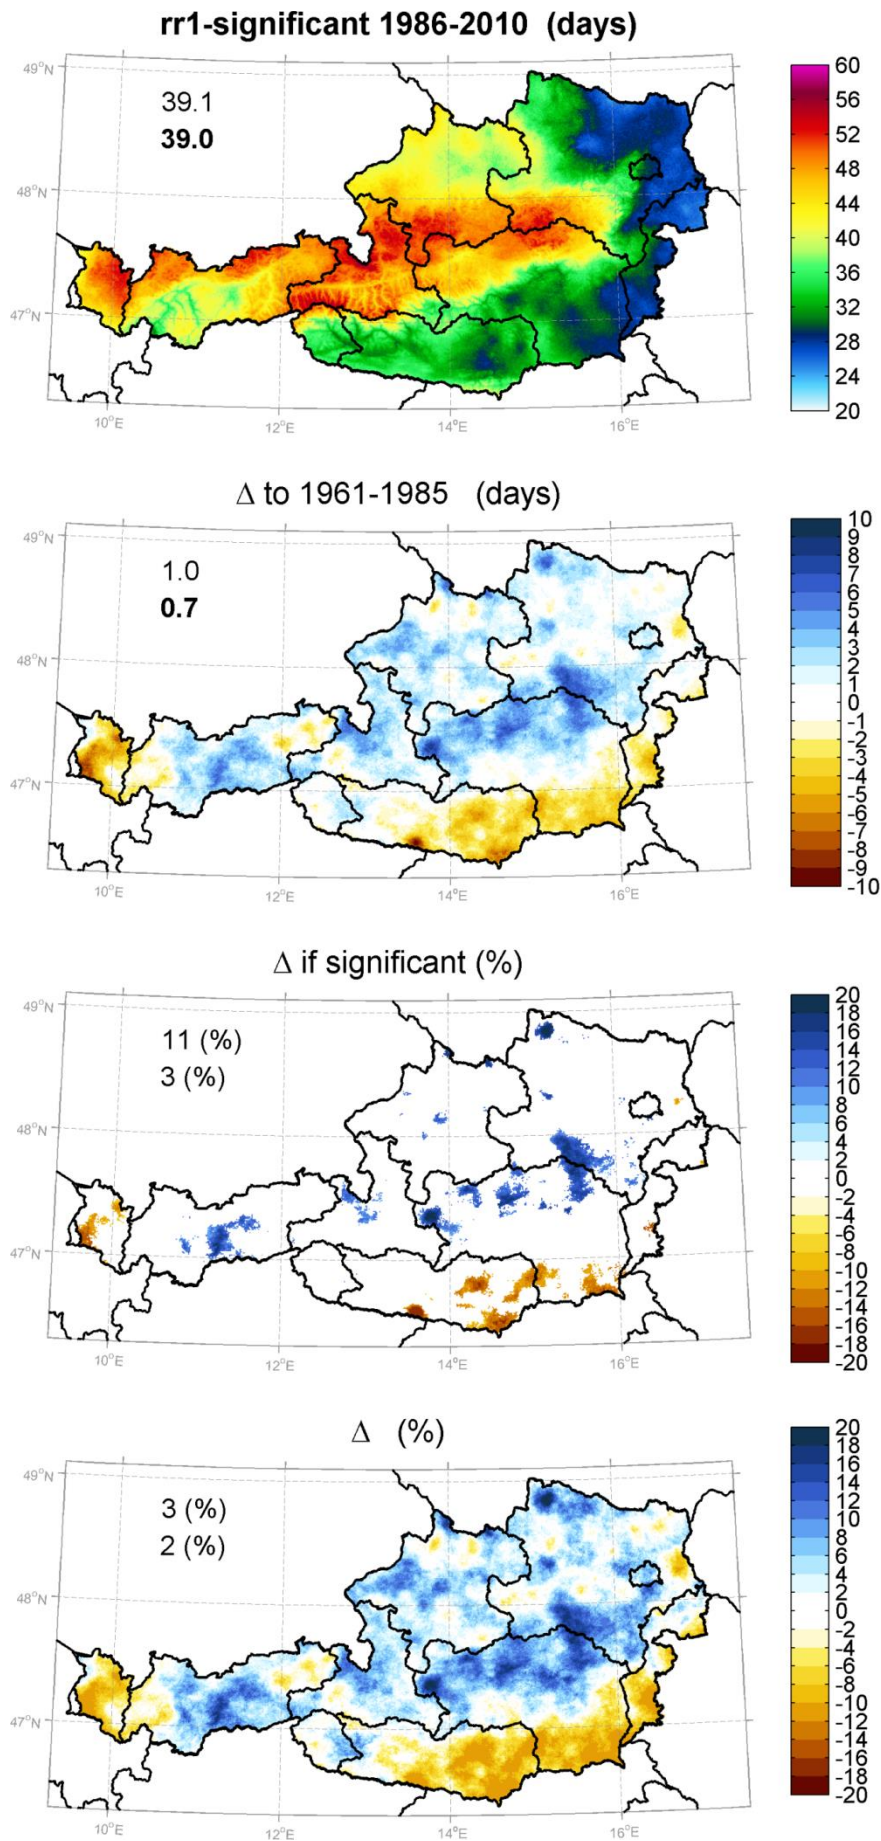 rr1-significant 1986-2010 (days)
49°N
39.1
39.0
48°N
47°N
10°E
12°E
14°E
16°E
60
56
52
48
44
40
36
32
28
24
20
Δ to 1961-1985 (days)
49°N
1.0
0.7
48°N
47°N
10°E
12°E
14°E
16°E
10
9
8
7
6
5
4
3
2
1
0
-1
-2
-3
-4
-5
-6
-7
-8
-9
-10
Δ if significant (%)
49°N
11 (%)
3 (%)
48°N
47°N
10°E
12°E
14°E
16°E
20
18
16
14
12
10
8
6
4
2
0
-2
-4
-6
-8
-10
-12
-14
-16
-18
-20
Δ (%)
49°N
3 (%)
2 (%)
48°N
47°N
10°E
12°E
14°E
16°E
20
18
16
14
12
10
8
6
4
2
0
-2
-4
-6
-8
-10
-12
-14
-16
-18
-20